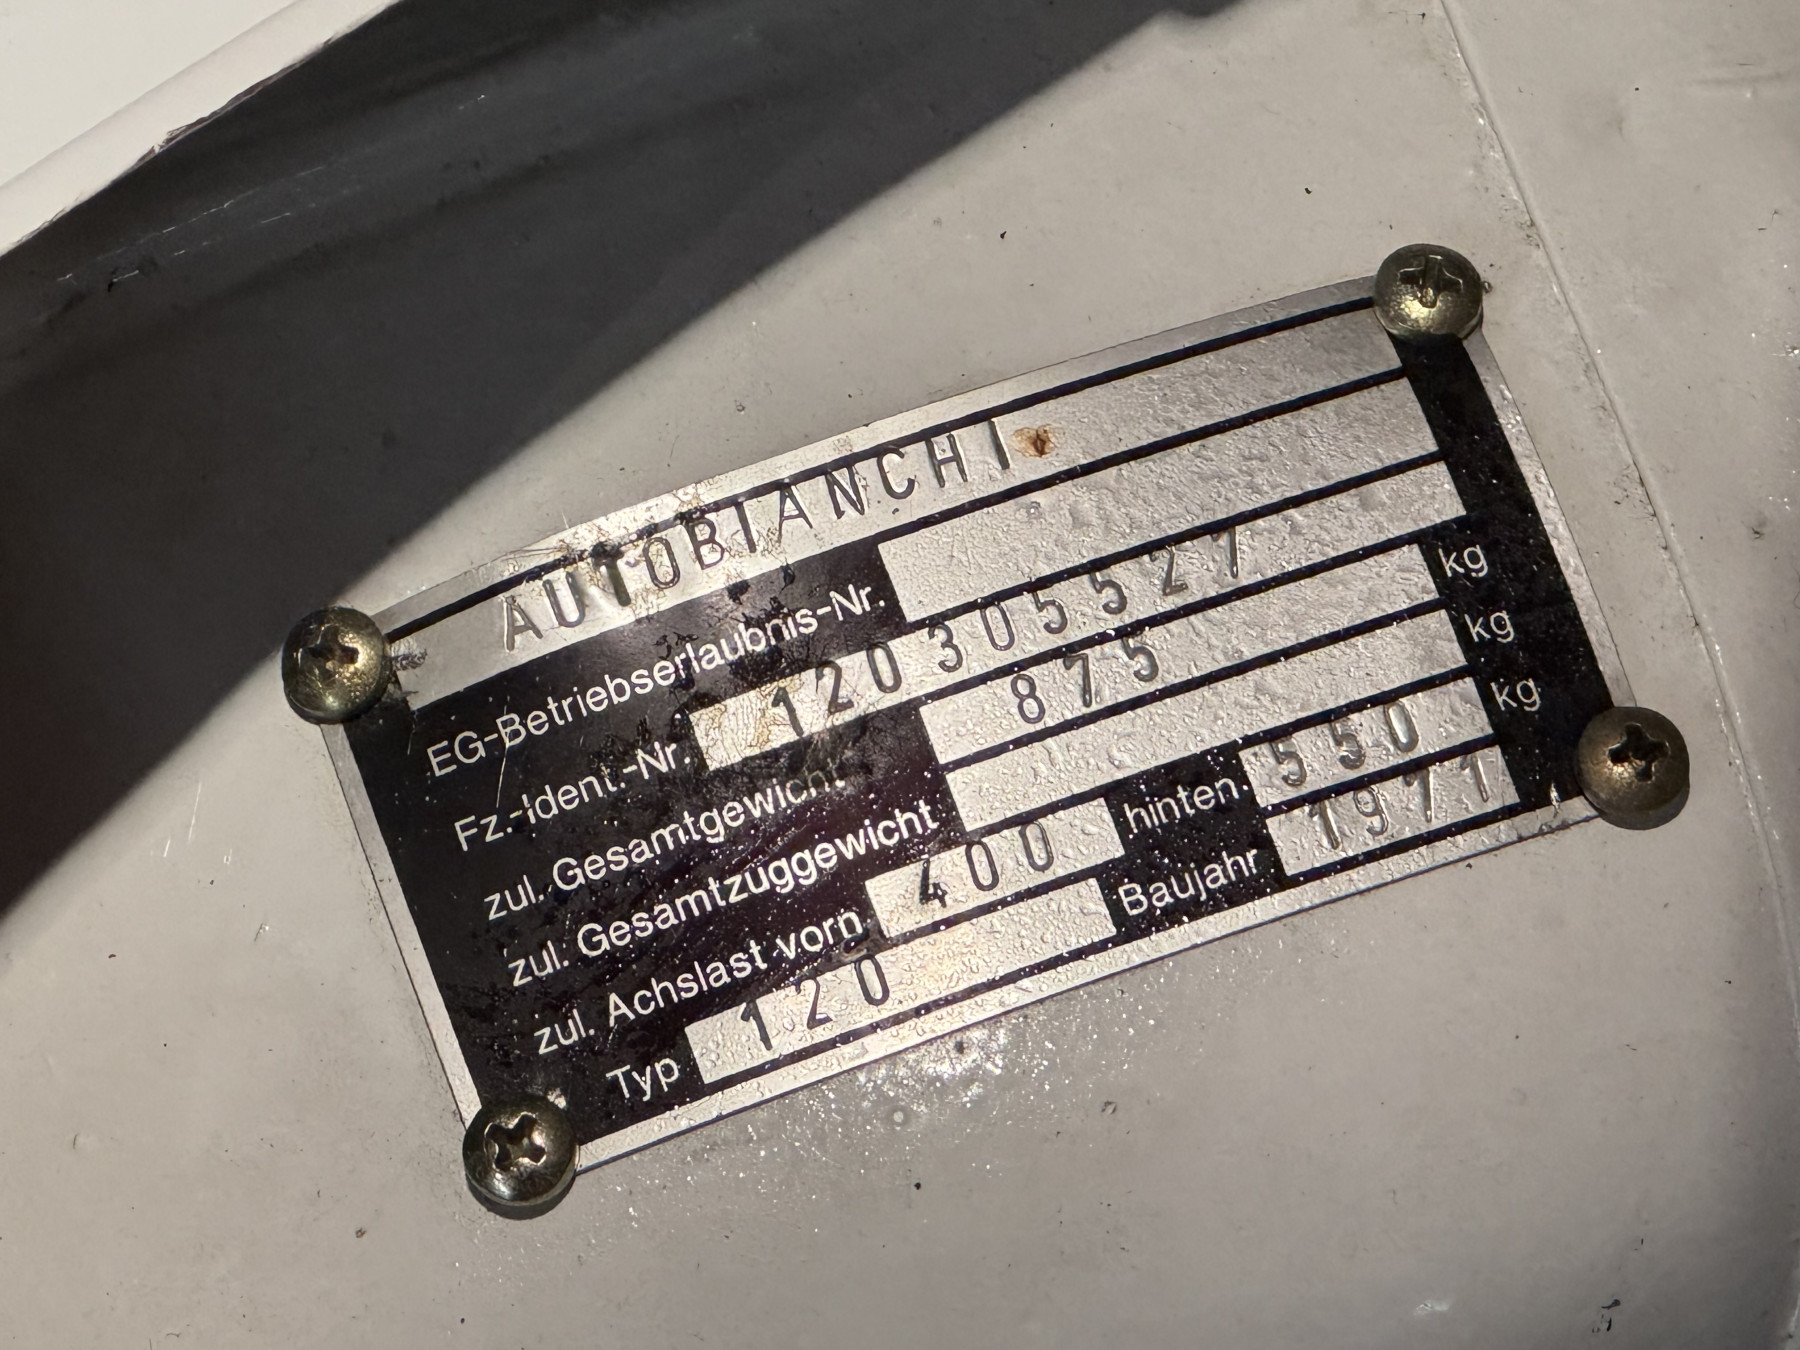 AUTOBIANCHI
EG-Betriebserlaubnis-Nr.
Fz.-Ident.-Nr. 120305527
zul. Gesamtgewicht 875 kg
zul. Gesamtzuggewicht kg
zul. Achslast vorn 400 hinten. 550 kg
Typ 120 Baujahr 1971